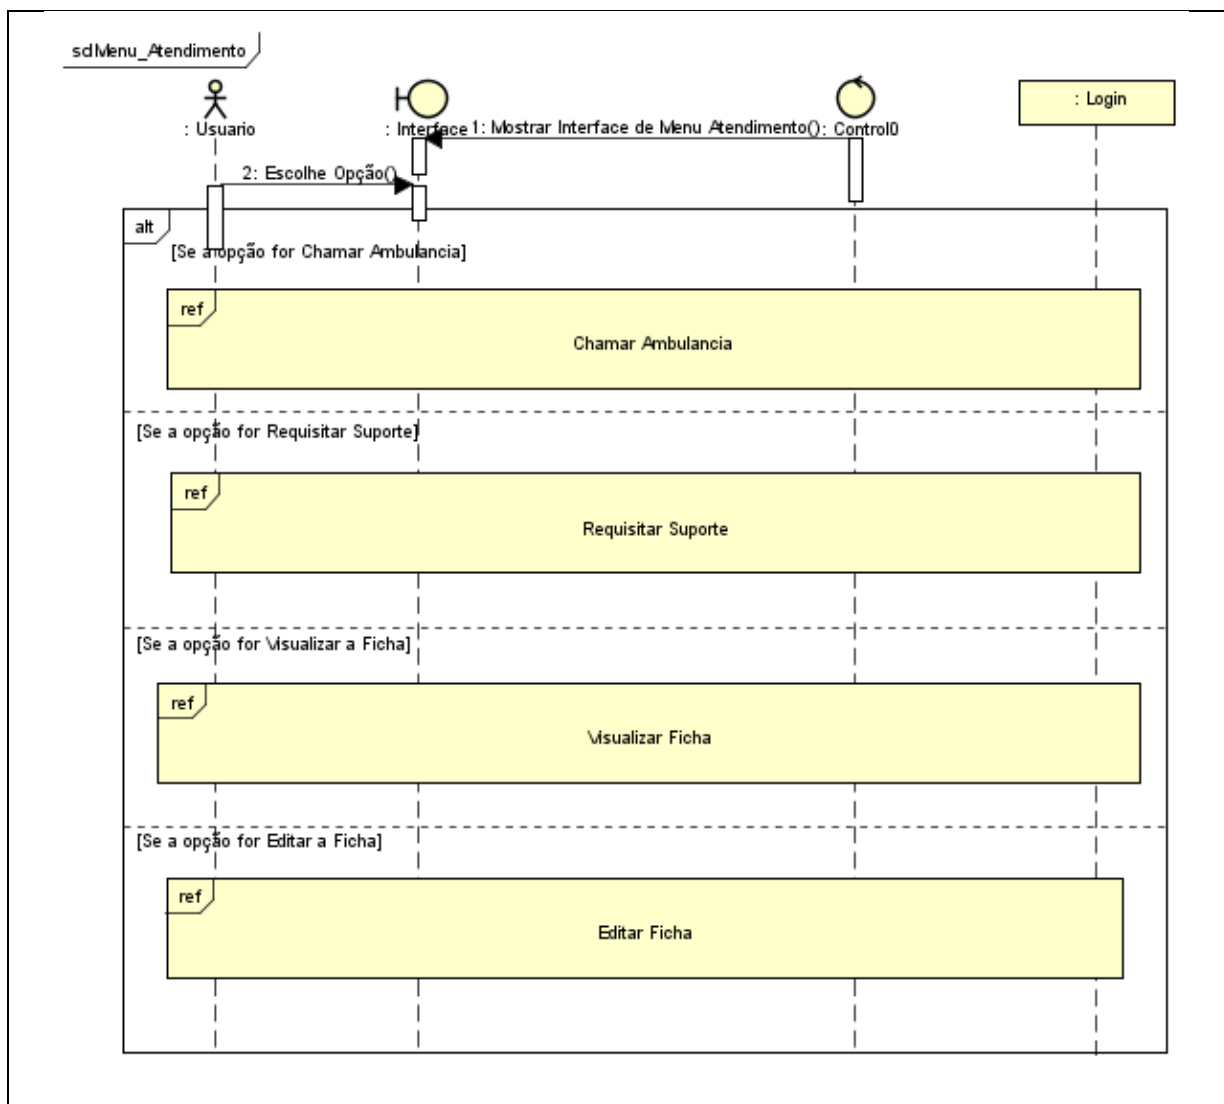 sd Menu_Atendimento
: Usuario
: Interface
1: Mostrar Interface de Menu Atendimento()
: Control0
: Login
2: Escolhe Opção()
alt
[Se a opção for Chamar Ambulancia]
ref
Chamar Ambulancia
[Se a opção for Requisitar Suporte]
ref
Requisitar Suporte
[Se a opção for Visualizar a Ficha]
ref
Visualizar Ficha
[Se a opção for Editar a Ficha]
ref
Editar Ficha